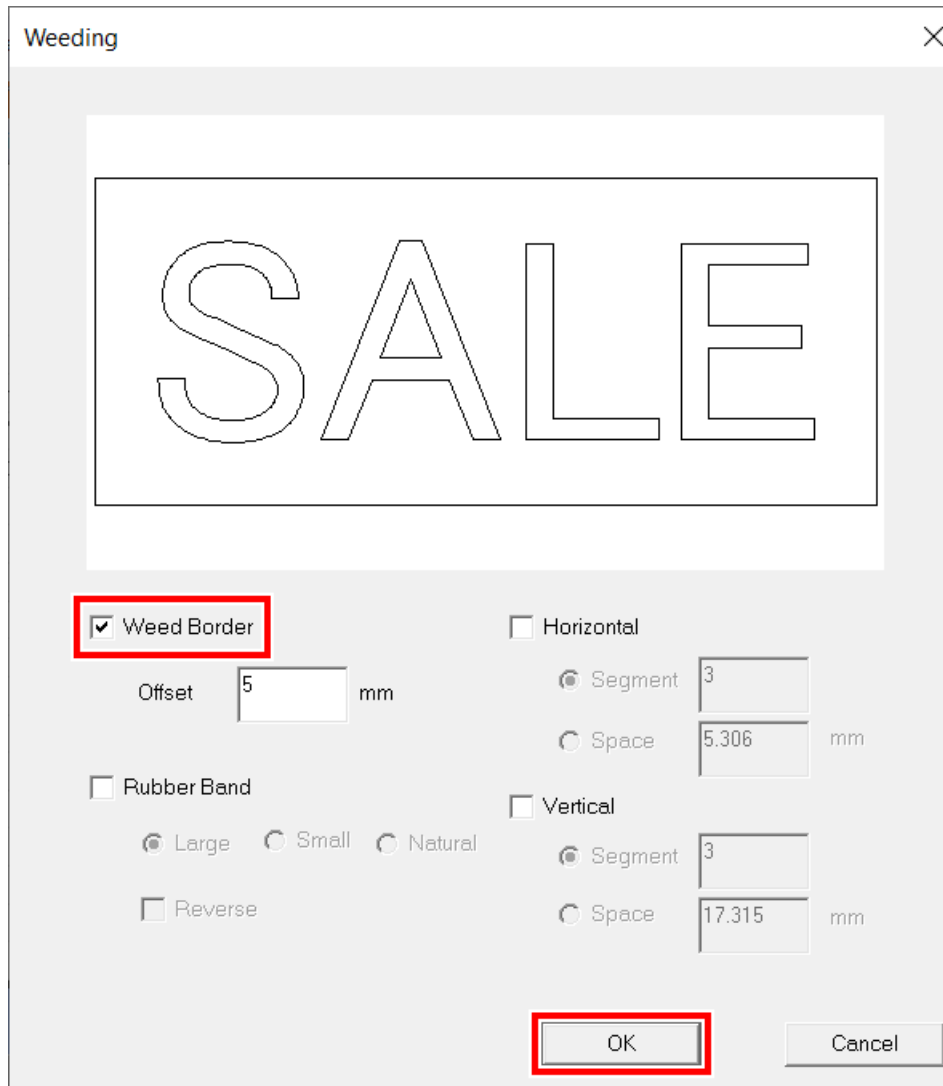 Weeding
SALE
Weed Border
Offset 5 mm
Rubber Band
Large Small Natural
Reverse
Horizontal
Segment 3
Space 5.306 mm
Vertical
Segment 3
Space 17.315 mm
OK Cancel